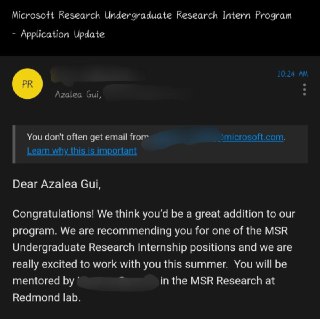 Microsoft Research Undergraduate Research Intern Program
- Application Update
10:24 AM
PR
Azalea Gui,
You don't often get email from
@microsoft.com.
Learn why this is important
Dear Azalea Gui,
Congratulations! We think you'd be a great addition to our
program. We are recommending you for one of the MSR
Undergraduate Research Internship positions and we are
really excited to work with you this summer. You will be
mentored by
in the MSR Research at
Redmond lab.